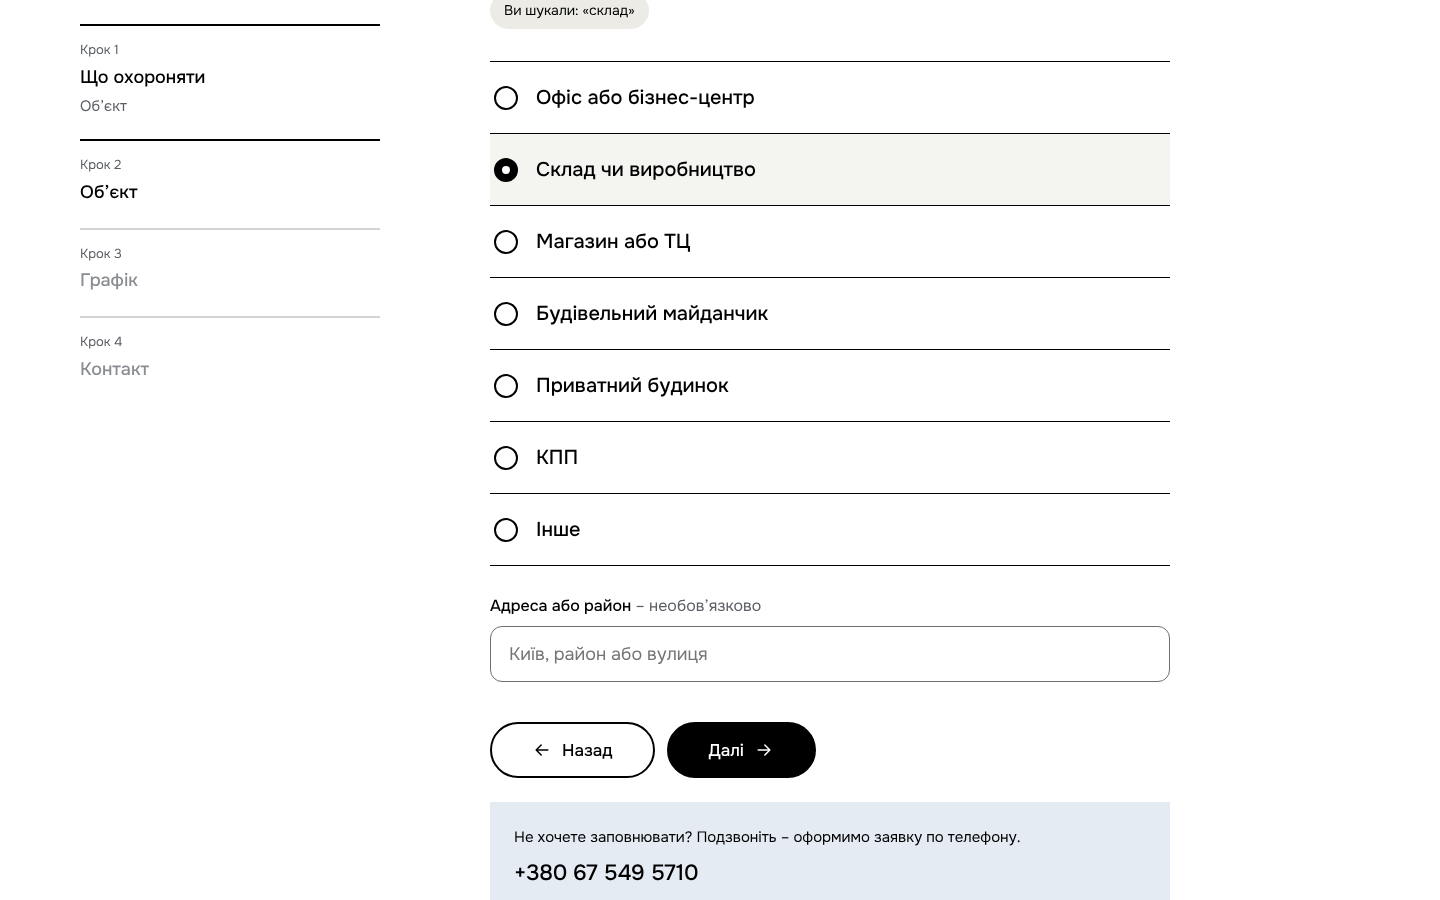 Ви шукали: «склад»
Крок 1
Що охороняти
Об’єкт
Крок 2
Об’єкт
Крок 3
Графік
Крок 4
Контакт
Офіс або бізнес-центр
Склад чи виробництво
Магазин або ТЦ
Будівельний майданчик
Приватний будинок
КПП
Інше
Адреса або район – необов’язково
Київ, район або вулиця
← Назад
Далі →
Не хочете заповнювати? Подзвоніть – оформимо заявку по телефону.
+380 67 549 5710